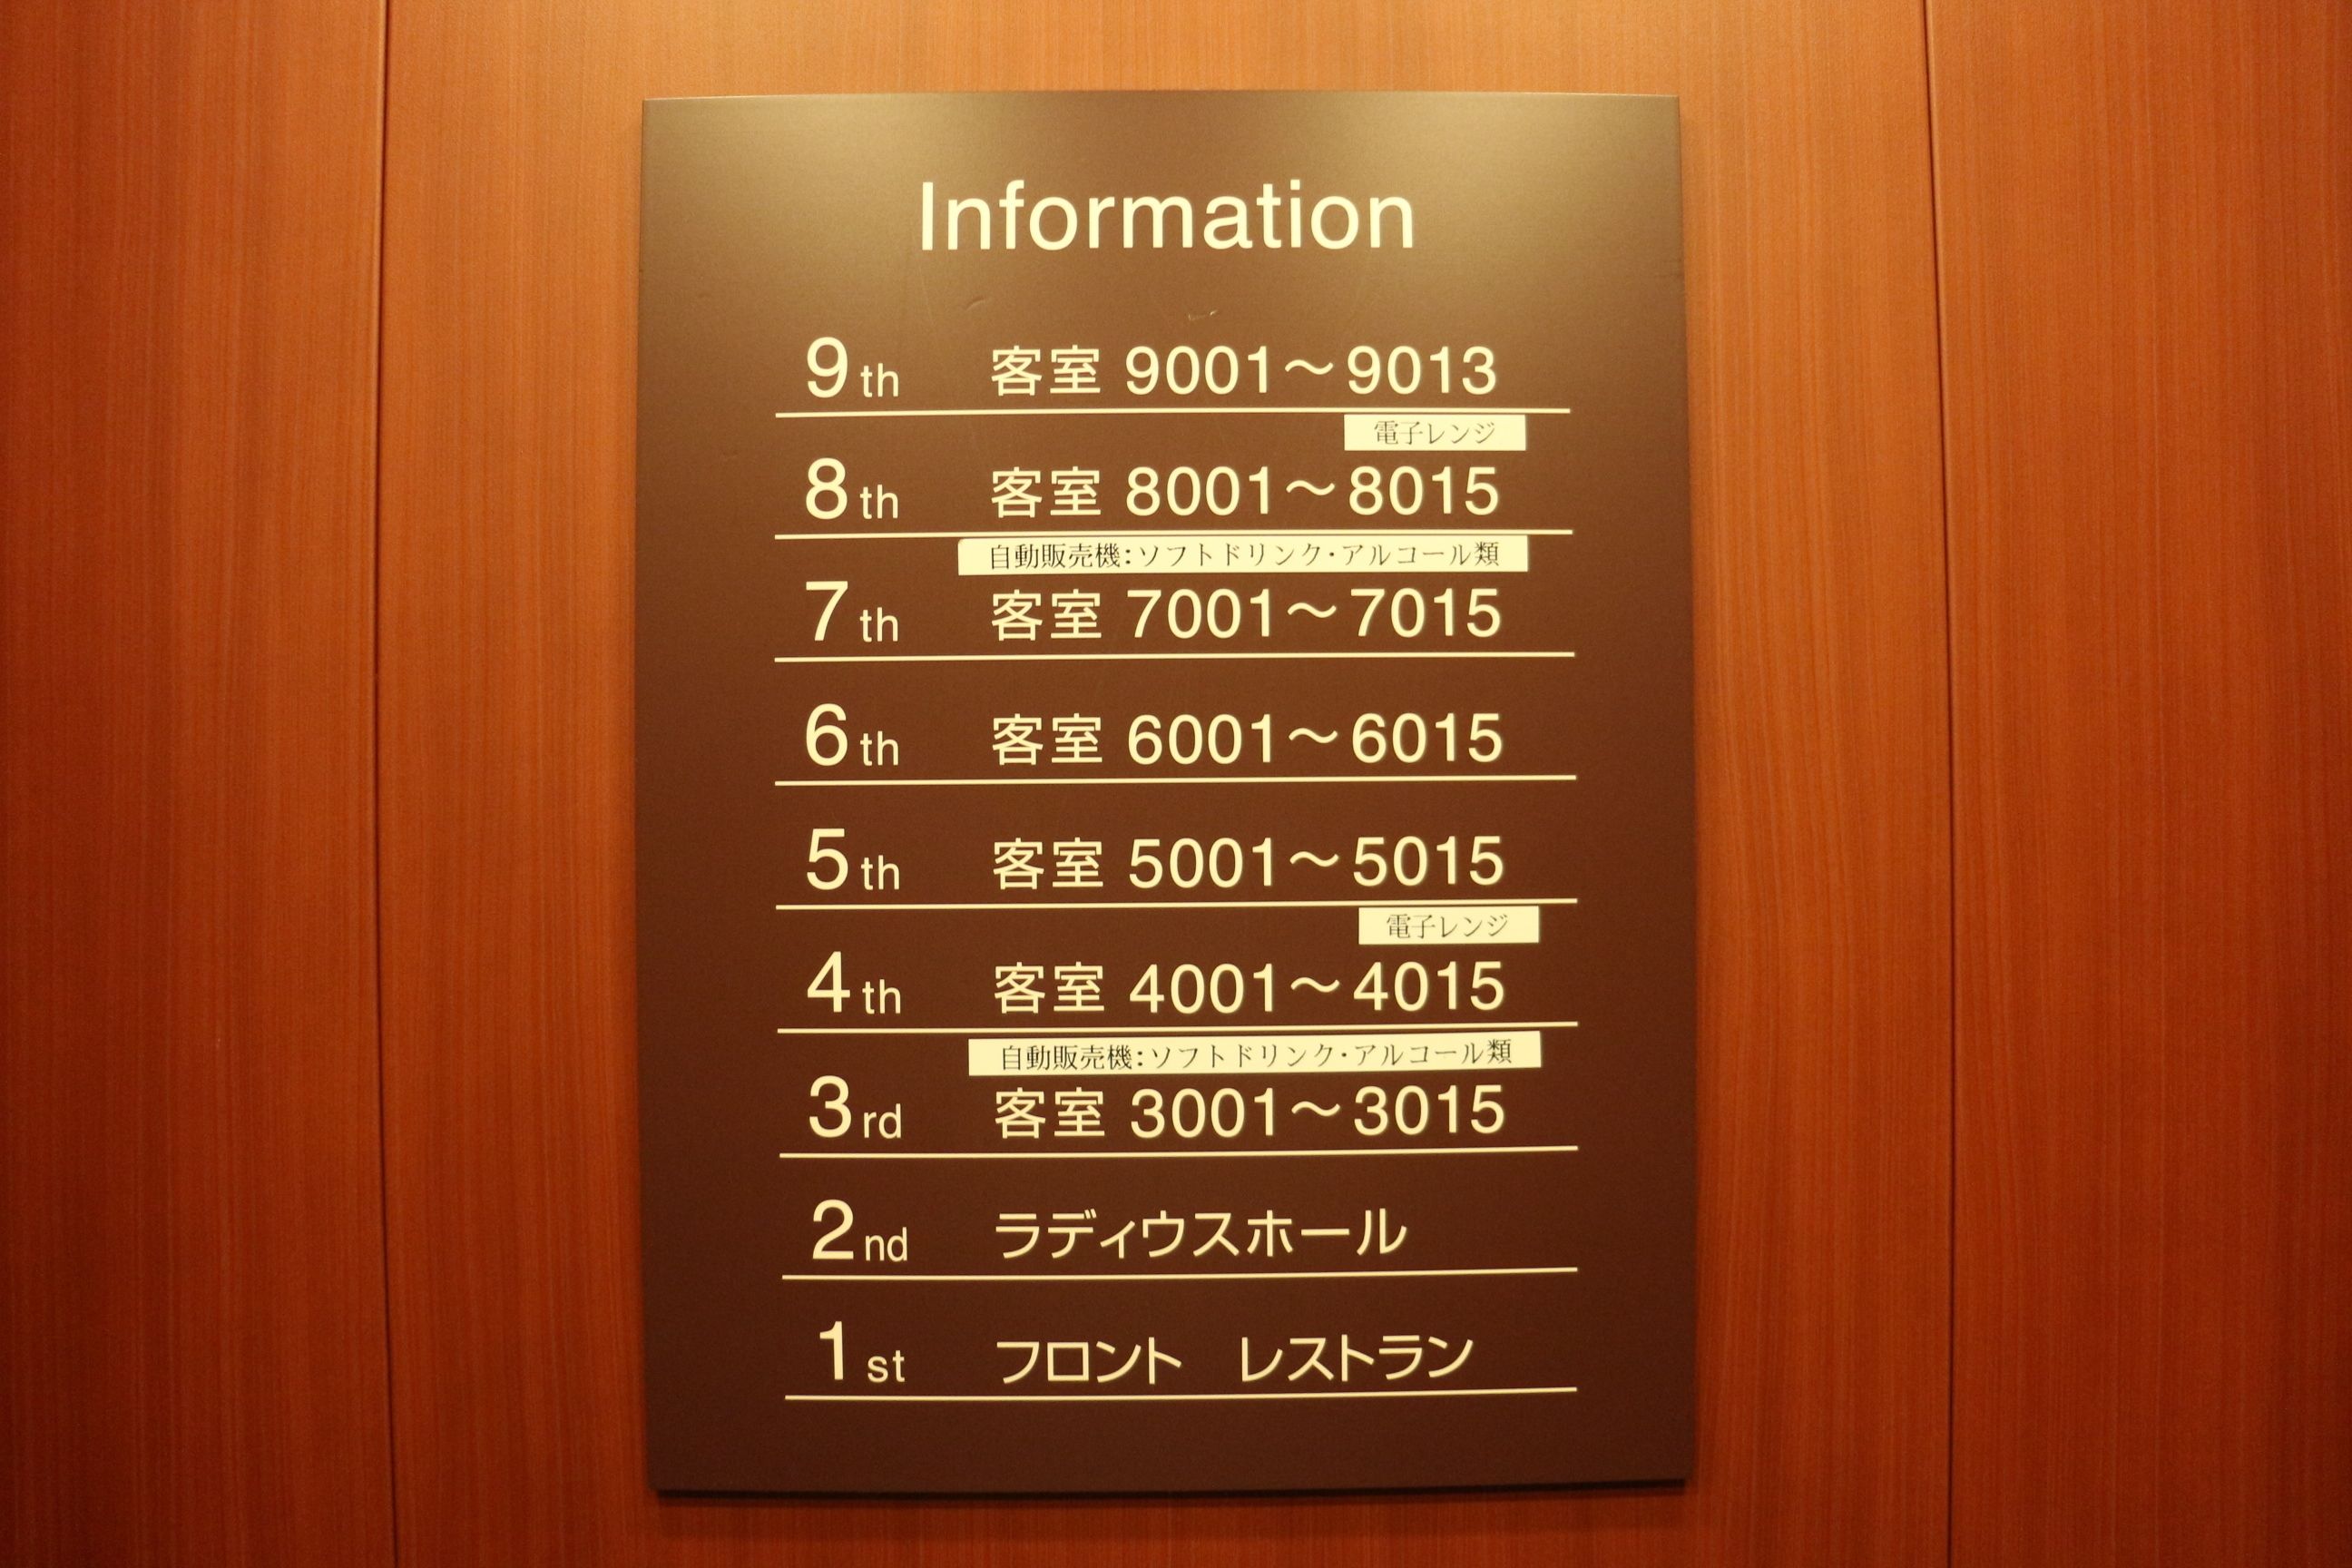 Information
9th 客室 9001～9013
電子レンジ
8th 客室 8001～8015
自動販売機：ソフトドリンク・アルコール類
7th 客室 7001～7015
6th 客室 6001～6015
5th 客室 5001～5015
電子レンジ
4th 客室 4001～4015
自動販売機：ソフトドリンク・アルコール類
3rd 客室 3001～3015
2nd ラディウスホール
1st フロント　レストラン